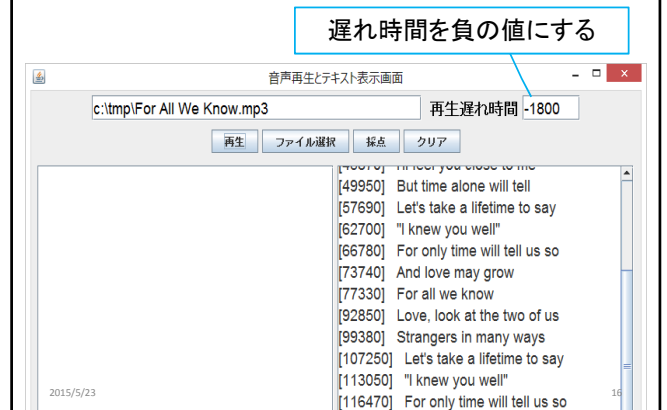 遅れ時間を負の値にする
音声再生とテキスト表示画面
c:\tmp\For All We Know.mp3 再生遅れ時間 -1800
再生 ファイル選択 採点 クリア
[49950] But time alone will tell
[57690] Let's take a lifetime to say
[62700] "I knew you well"
[66780] For only time will tell us so
[73740] And love may grow
[77330] For all we know
[92850] Love, look at the two of us
[99380] Strangers in many ways
[107250] Let's take a lifetime to say
[113050] "I knew you well"
[116470] For only time will tell us so
2015/5/23
16